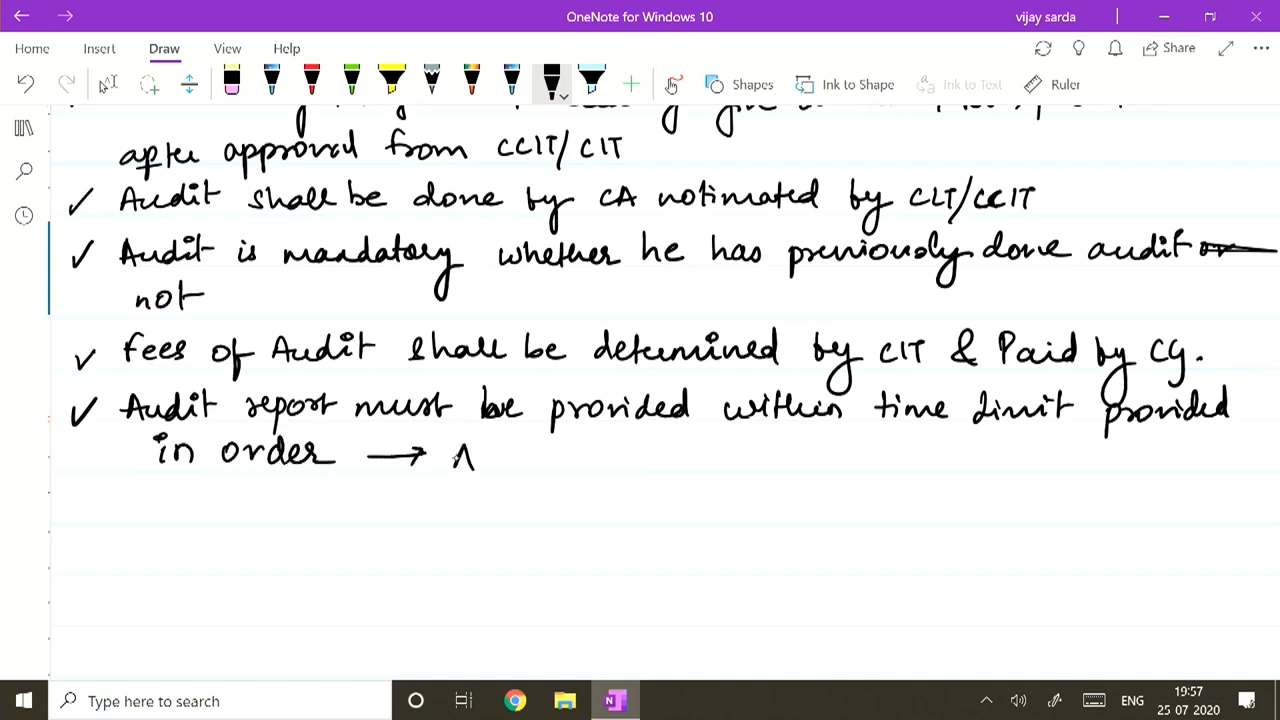 OneNote for Windows 10
vijay sarda
Home Insert Draw View Help
Share
Shapes Ink to Shape Ink to Text Ruler
give
after approval from CCIT/CIT
✓ Audit shall be done by CA notimated by CIT/CCIT
✓ Audit is mandatory whether he has previously done audit or
not
✓ Fees of Audit shall be determined by CIT & Paid by CG.
✓ Audit report must be provided within time limit provided
in order → A
Type here to search
ENG
19:57
25 07 2020